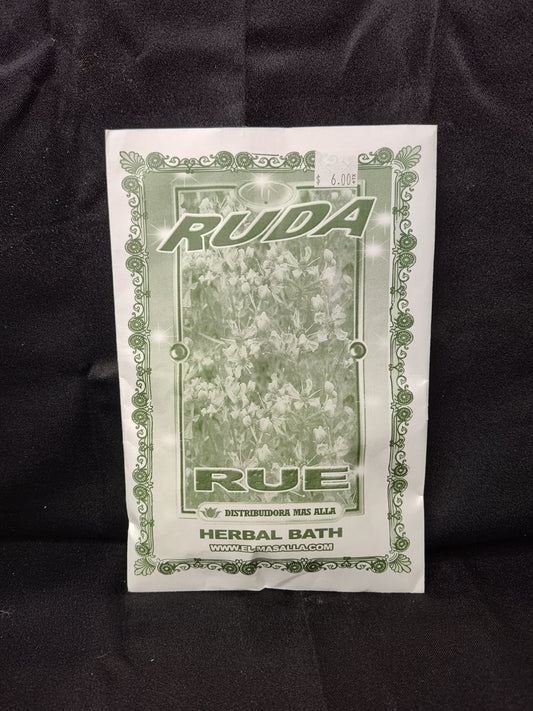 $ 6.00
RUDA
RUE
DISTRIBUIDORA MAS ALLA
HERBAL BATH
WWW.EL-MASALLA.COM